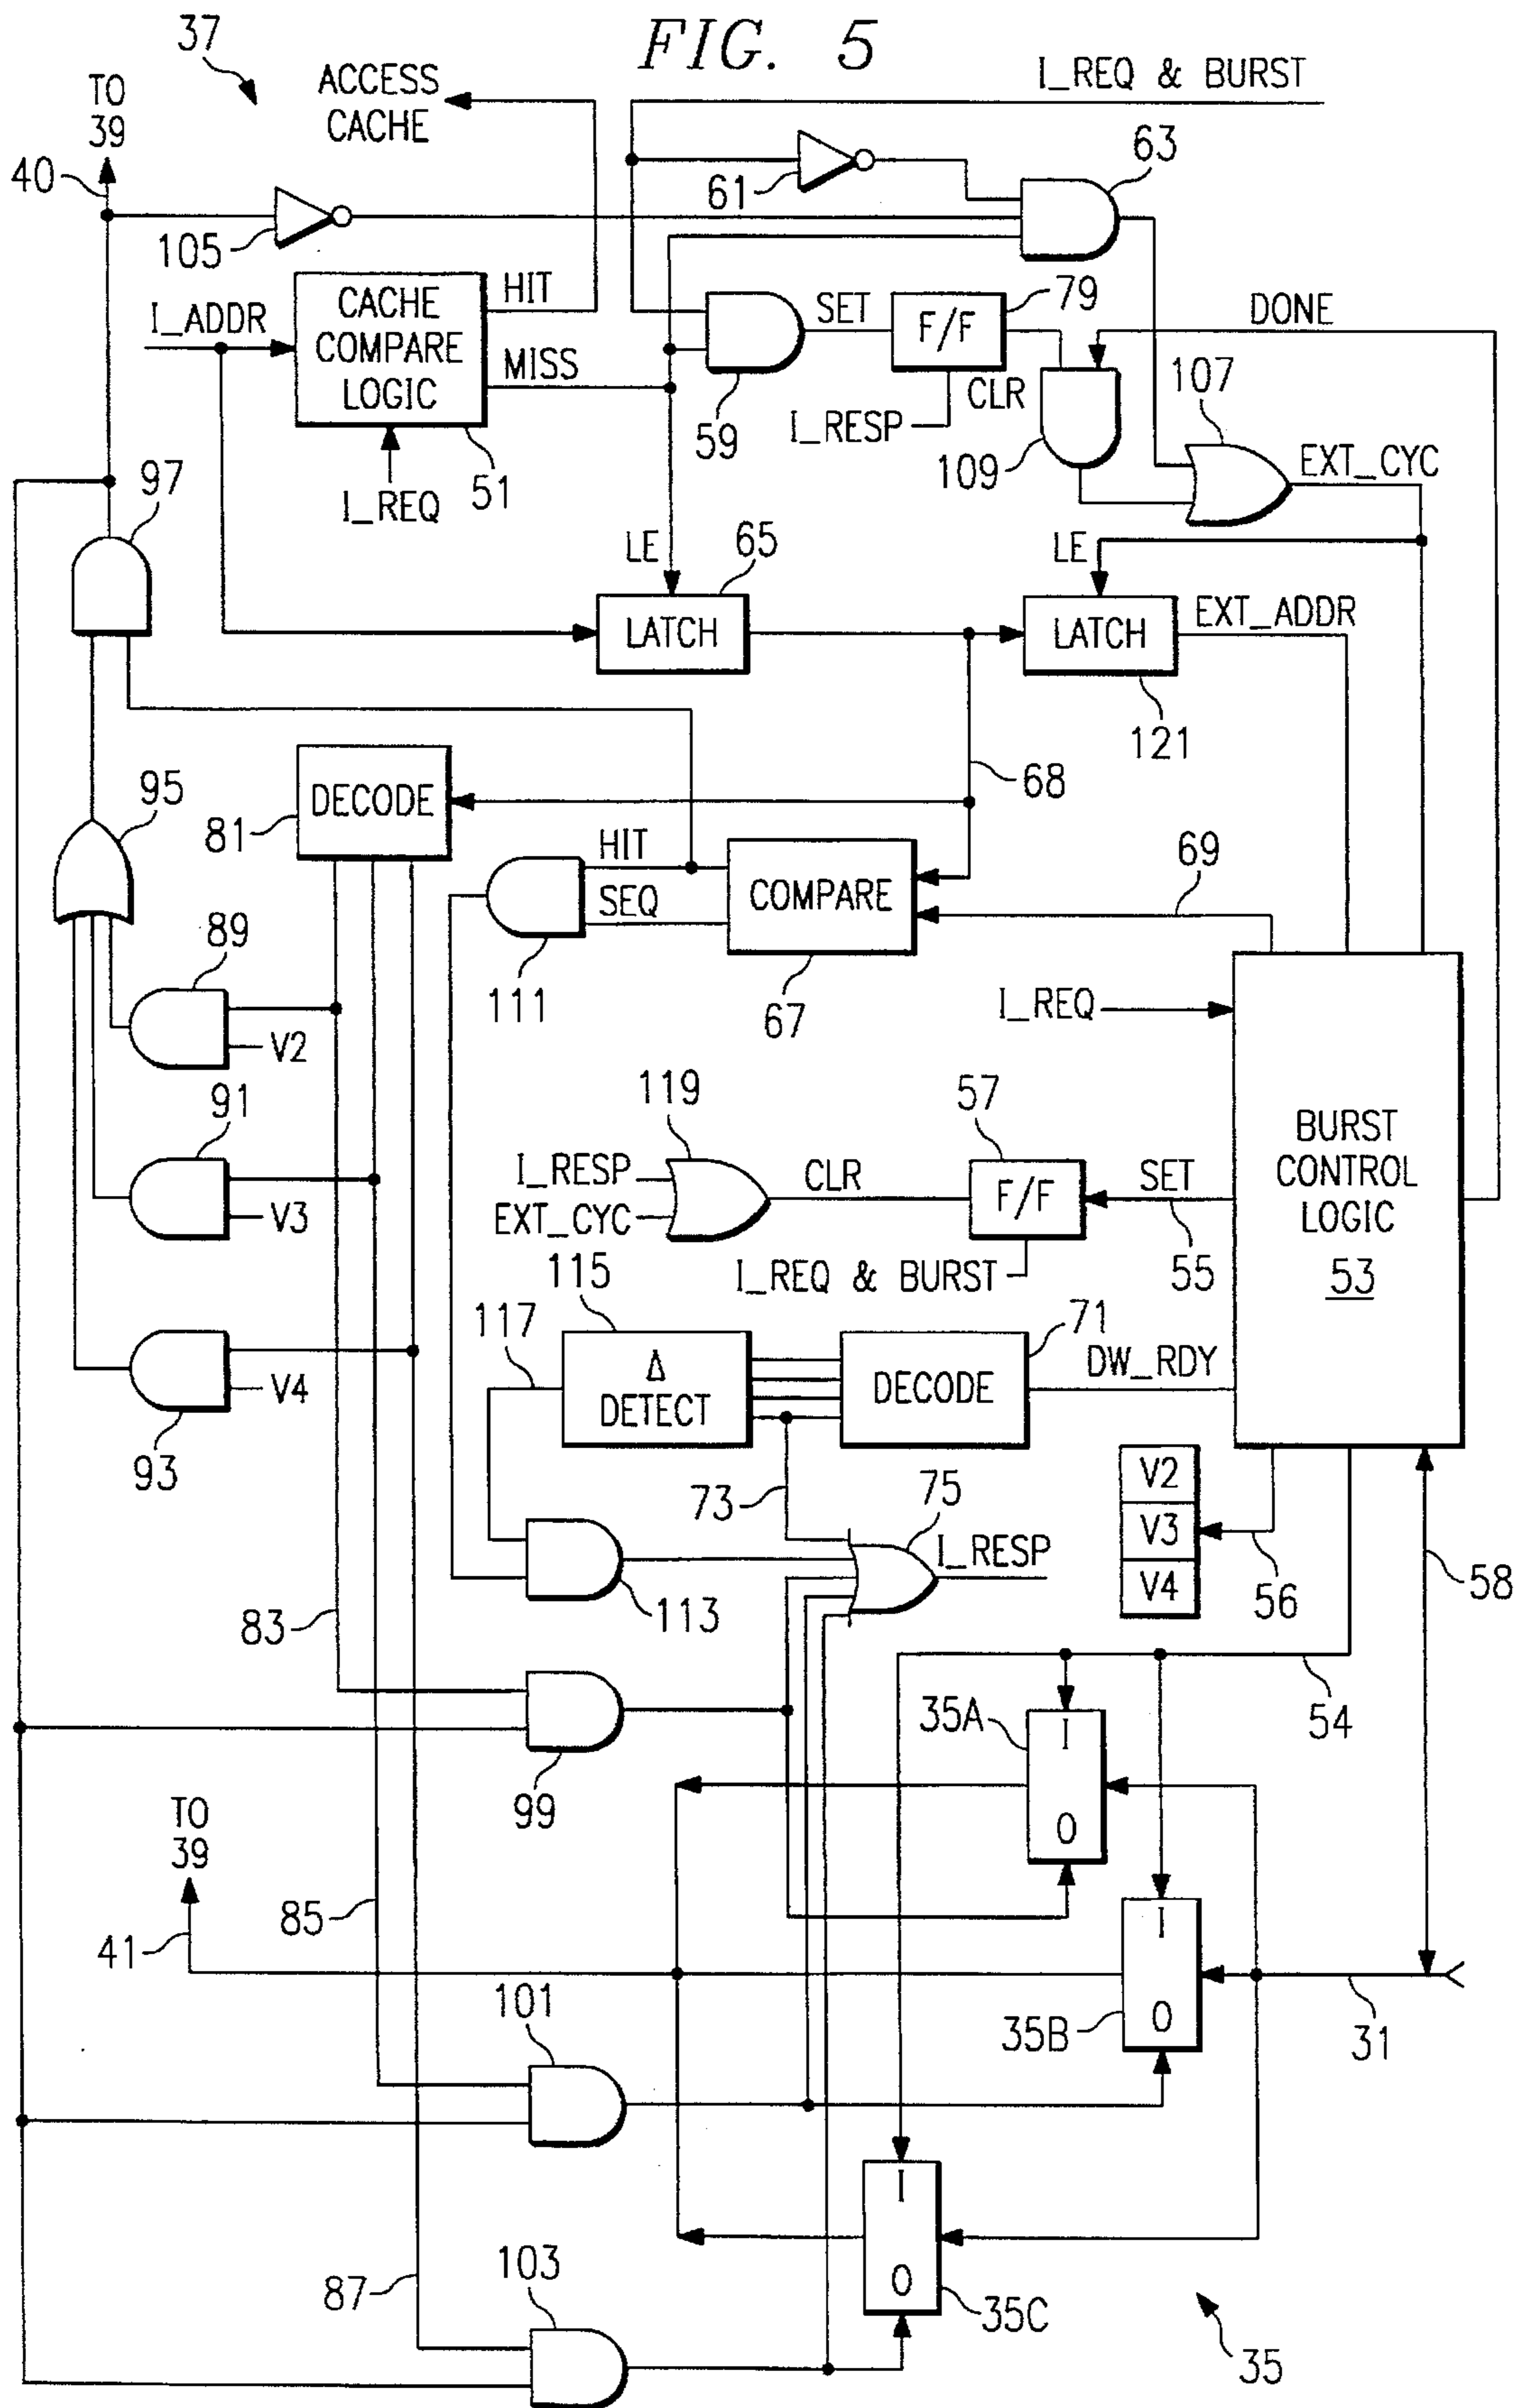 FIG. 5
37
TO
39
ACCESS
CACHE
I_REQ & BURST
40
61
63
105
I_ADDR
CACHE
COMPARE
LOGIC
HIT
MISS
SET
F/F
79
DONE
59
I_RESP
CLR
109
107
EXT_CYC
97
I_REQ
51
LE
65
LATCH
LE
LATCH
EXT_ADDR
121
68
95
DECODE
81
HIT
SEQ
COMPARE
69
89
V2
111
67
I_REQ
91
V3
119
I_RESP
EXT_CYC
CLR
57
F/F
SET
BURST
CONTROL
LOGIC
53
I_REQ & BURST
55
115
117
Δ
DETECT
71
DECODE
DW_RDY
V4
93
73
75
I_RESP
V2
V3
V4
56
58
113
83
54
35A
I
O
99
TO
39
41
85
I
O
35B
31
101
I
O
35C
87
103
35